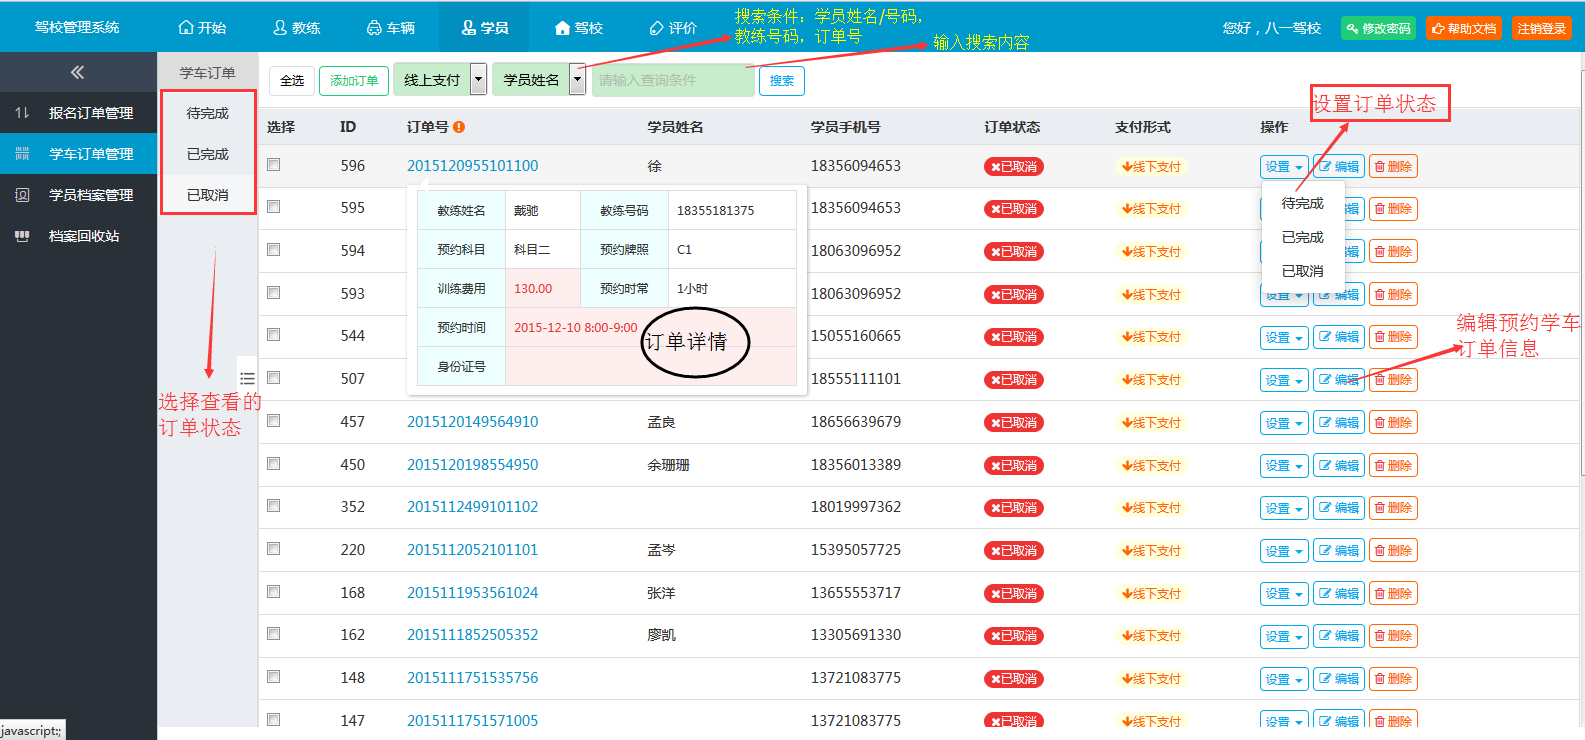 驾校管理系统 开始 教练 车辆 学员 驾校 评价 您好，八一驾校 修改密码 帮助文档 注销登录
搜索条件：学员姓名/号码，
教练号码，订单号
输入搜索内容
报名订单管理
学车订单管理
学员档案管理
档案回收站
学车订单
待完成
已完成
已取消
选择查看的
订单状态
全选 添加订单 线上支付 学员姓名 请输入查询条件 搜索
设置订单状态
选择 ID 订单号 学员姓名 学员手机号 订单状态 支付形式 操作
596 2015120955101100 徐 18356094653 已取消 线下支付 设置 编辑 删除
595 18356094653 已取消 线下支付 辑 删除
594 18063096952 已取消 线下支付 辑 删除
593 18063096952 已取消 线下支付 设置 编辑 删除
544 15055160665 已取消 线下支付 设置 编辑 删除
507 18555111101 已取消 线下支付 设置 编辑 删除
教练姓名 戴驰 教练号码 18355181375
预约科目 科目二 预约牌照 C1
训练费用 130.00 预约时常 1小时
预约时间 2015-12-10 8:00-9:00
身份证号
订单详情
待完成
已完成
已取消
编辑预约学车
订单信息
457 2015120149564910 孟良 18656639679 已取消 线下支付 设置 编辑 删除
450 2015120198554950 余珊珊 18356013389 已取消 线下支付 设置 编辑 删除
352 2015112499101102 18019997362 已取消 线下支付 设置 编辑 删除
220 2015112052101101 孟岑 15395057725 已取消 线下支付 设置 编辑 删除
168 2015111953561024 张洋 13655553717 已取消 线下支付 设置 编辑 删除
162 2015111852505352 廖凯 13305691330 已取消 线下支付 设置 编辑 删除
148 2015111751535756 13721083775 已取消 线下支付 设置 编辑 删除
147 2015111751571005 13721083775 已取消 线下支付 设置 编辑 删除
javascript:;